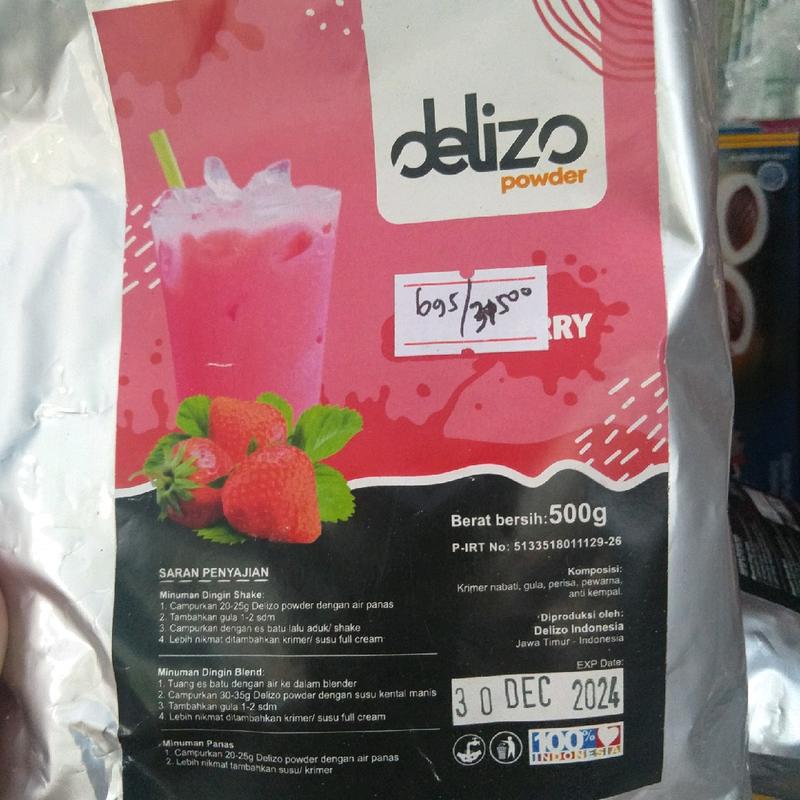 delizo
powder
695/
RRY
Berat bersih:500g
P-IRT No: 5133518011129-26
Komposisi:
Krimer nabati, gula, perisa, pewarna,
anti kempal.
Diproduksi oleh:
Delizo Indonesia
Jawa Timur - Indonesia
EXP Date:
30 DEC 2024
100%
INDONESIA
SARAN PENYAJIAN
Minuman Dingin Shake:
1. Campurkan 20-25g Delizo powder dengan air panas
2. Tambahkan gula 1-2 sdm
3. Campurkan dengan es batu lalu aduk/ shake
4. Lebih nikmat ditambahkan krimer/ susu full cream
Minuman Dingin Blend:
1. Tuang es batu dengan air ke dalam blender
2. Campurkan 30-35g Delizo powder dengan susu kental manis
3. Tambahkan gula 1-2 sdm
4. Lebih nikmat ditambahkan krimer/ susu full cream
Minuman Panas
1. Campurkan 20-25g Delizo powder dengan air panas
2. Lebih nikmat tambahkan susu/ krimer